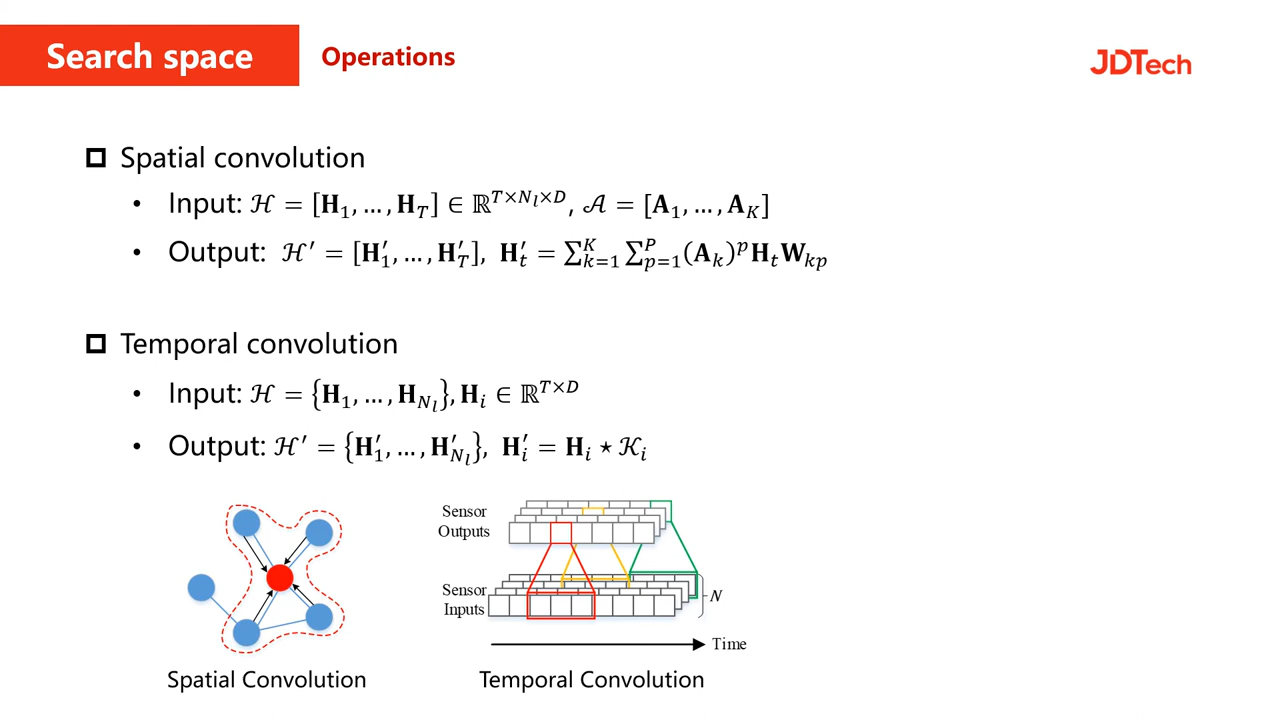 Search space
Operations
JDTech
Spatial convolution
• Input: ℋ = [𝐇₁, … , 𝐇_T] ∈ ℝ^{T×N_l×D}, 𝒜 = [𝐀₁, … , 𝐀_K]
• Output: ℋ′ = [𝐇′₁, … , 𝐇′_T], 𝐇′_t = ∑_{k=1}^{K} ∑_{p=1}^{P} (𝐀_k)^p 𝐇_t 𝐖_{kp}
Temporal convolution
• Input: ℋ = {𝐇₁, … , 𝐇_{N_l}}, 𝐇_i ∈ ℝ^{T×D}
• Output: ℋ′ = {𝐇′₁, … , 𝐇′_{N_l}}, 𝐇′_i = 𝐇_i ⋆ 𝒦_i
Sensor
Outputs
Sensor
Inputs
N
Time
Spatial Convolution
Temporal Convolution